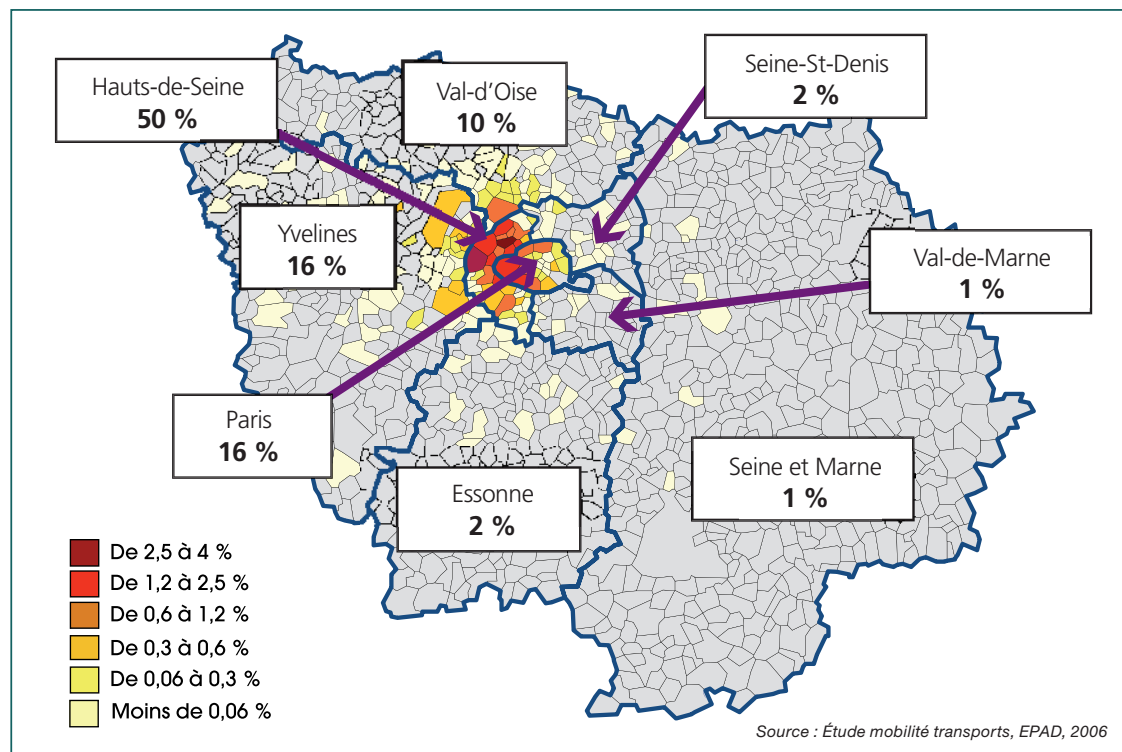 Hauts-de-Seine
50 %
Val-d'Oise
10 %
Seine-St-Denis
2 %
Yvelines
16 %
Val-de-Marne
1 %
Paris
16 %
Essonne
2 %
Seine et Marne
1 %
De 2,5 à 4 %
De 1,2 à 2,5 %
De 0,6 à 1,2 %
De 0,3 à 0,6 %
De 0,06 à 0,3 %
Moins de 0,06 %
Source : Étude mobilité transports, EPAD, 2006